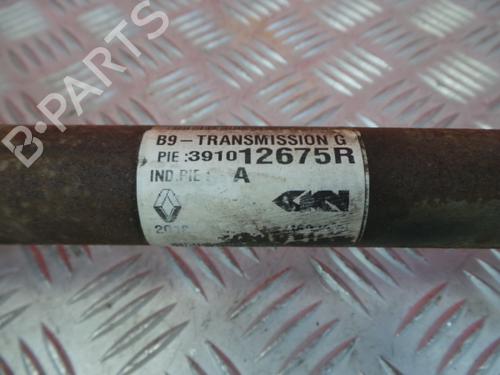 B-PARTS
B9-TRANSMISSION G
PIE :391012675R
IND.PIE : A
GKN